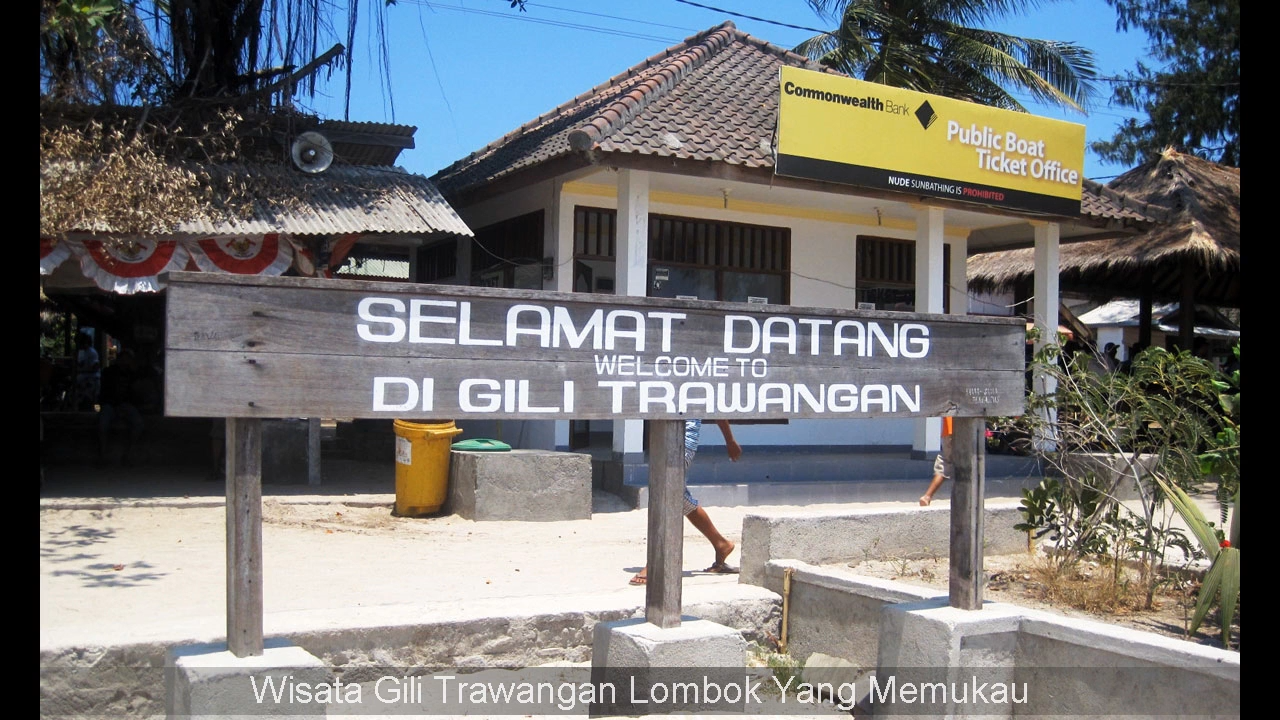 Commonwealth Bank
Public Boat
Ticket Office
NUDE SUNBATHING IS PROHIBITED
SELAMAT DATANG
WELCOME TO
DI GILI TRAWANGAN
Wisata Gili Trawangan Lombok Yang Memukau